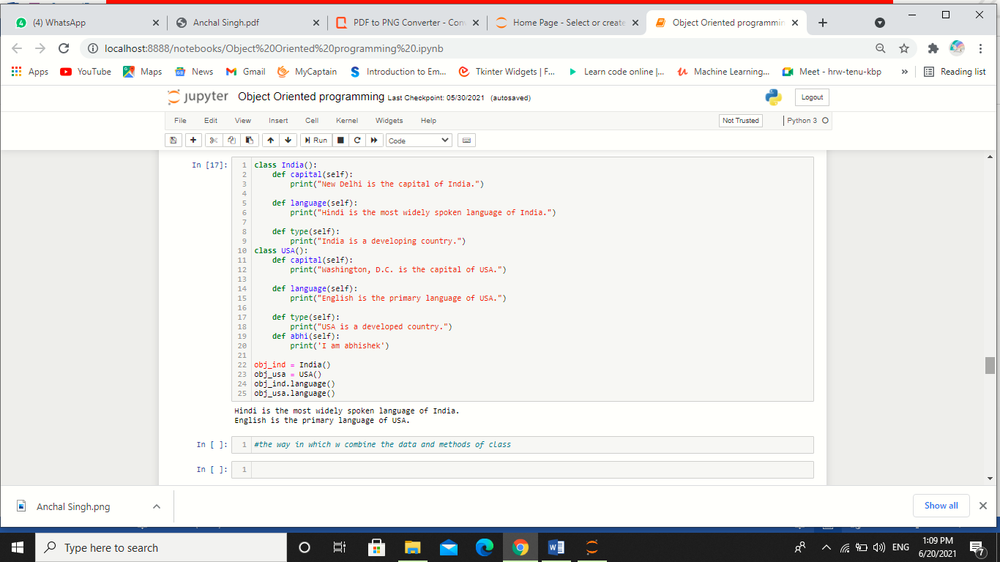 (4) WhatsApp
Anchal Singh.pdf
PDF to PNG Converter - Con
Home Page - Select or create
Object Oriented programmin
localhost:8888/notebooks/Object%20Oriented%20programming%20.ipynb
Apps YouTube Maps News Gmail MyCaptain Introduction to Em... Tkinter Widgets | F... Learn code online |... Machine Learning... Meet - hrw-tenu-kbp » Reading list
jupyter Object Oriented programming Last Checkpoint: 05/30/2021 (autosaved) Logout
File Edit View Insert Cell Kernel Widgets Help Not Trusted Python 3
Run Code
In [17]:
1 class India():
2     def capital(self):
3         print("New Delhi is the capital of India.")
4
5     def language(self):
6         print("Hindi is the most widely spoken language of India.")
7
8     def type(self):
9         print("India is a developing country.")
10 class USA():
11     def capital(self):
12         print("Washington, D.C. is the capital of USA.")
13
14     def language(self):
15         print("English is the primary language of USA.")
16
17     def type(self):
18         print("USA is a developed country.")
19     def abhi(self):
20         print('I am abhishek')
21
22 obj_ind = India()
23 obj_usa = USA()
24 obj_ind.language()
25 obj_usa.language()
Hindi is the most widely spoken language of India.
English is the primary language of USA.
In [ ]: 1 #the way in which w combine the data and methods of class
In [ ]: 1
Anchal Singh.png Show all
Type here to search ENG 1:09 PM
6/20/2021 7